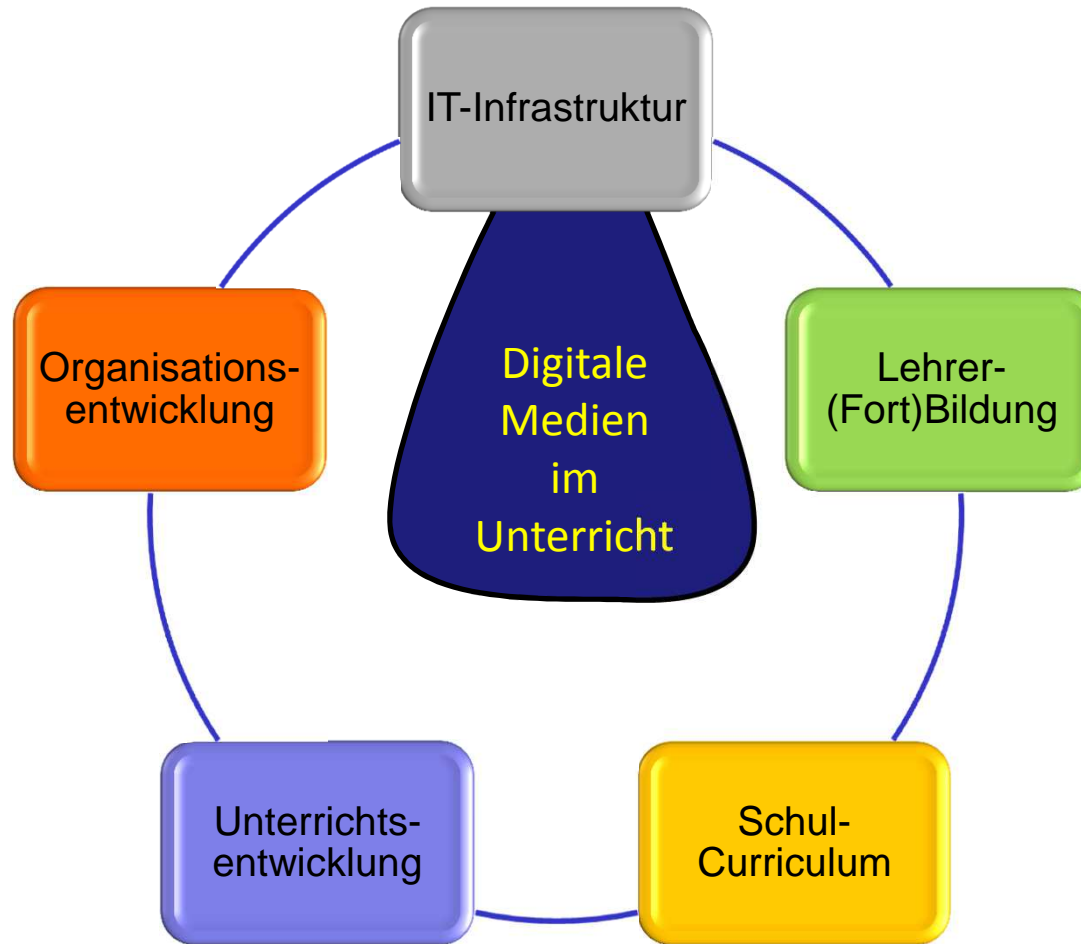 IT-Infrastruktur
Organisations-
entwicklung
Digitale
Medien
im
Unterricht
Lehrer-
(Fort)Bildung
Unterrichts-
entwicklung
Schul-
Curriculum